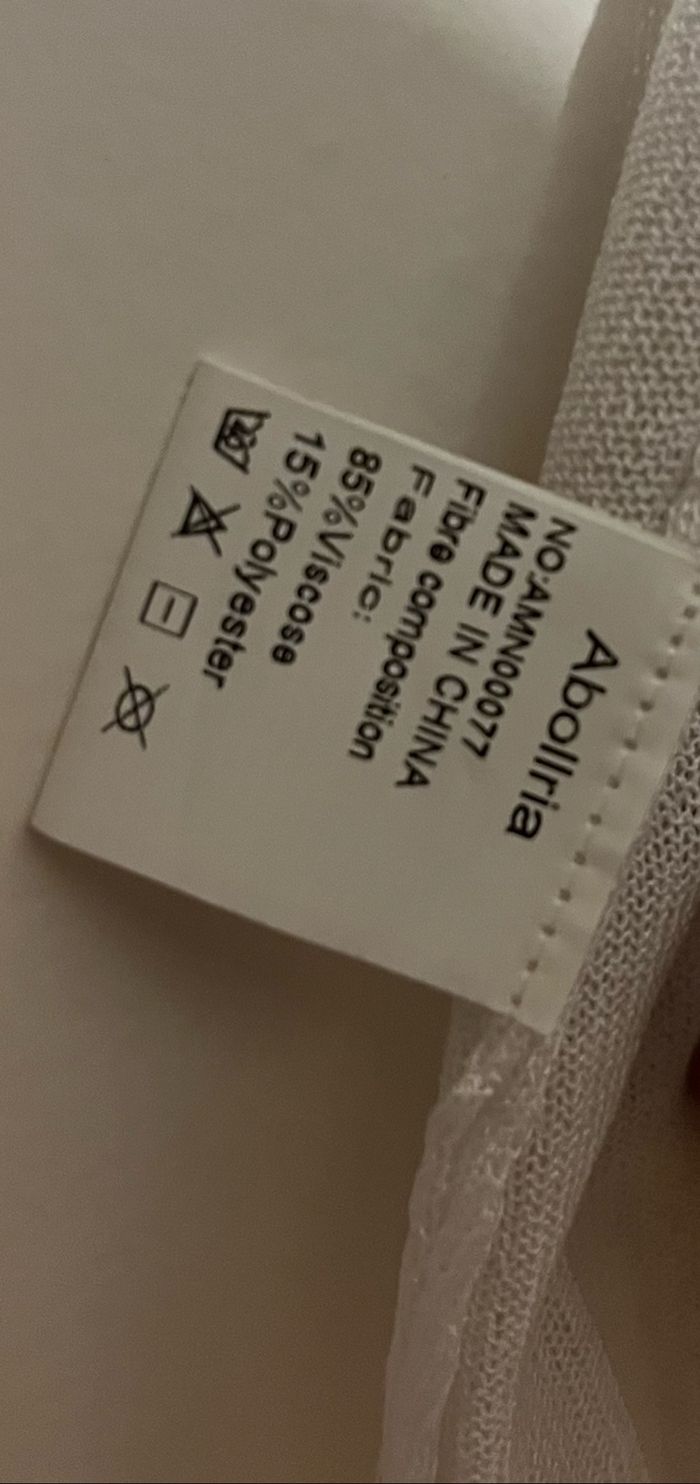 Abollria
NO:AMN00077
MADE IN CHINA
Fibre composition
Fabric:
85%Viscose
15%Polyester